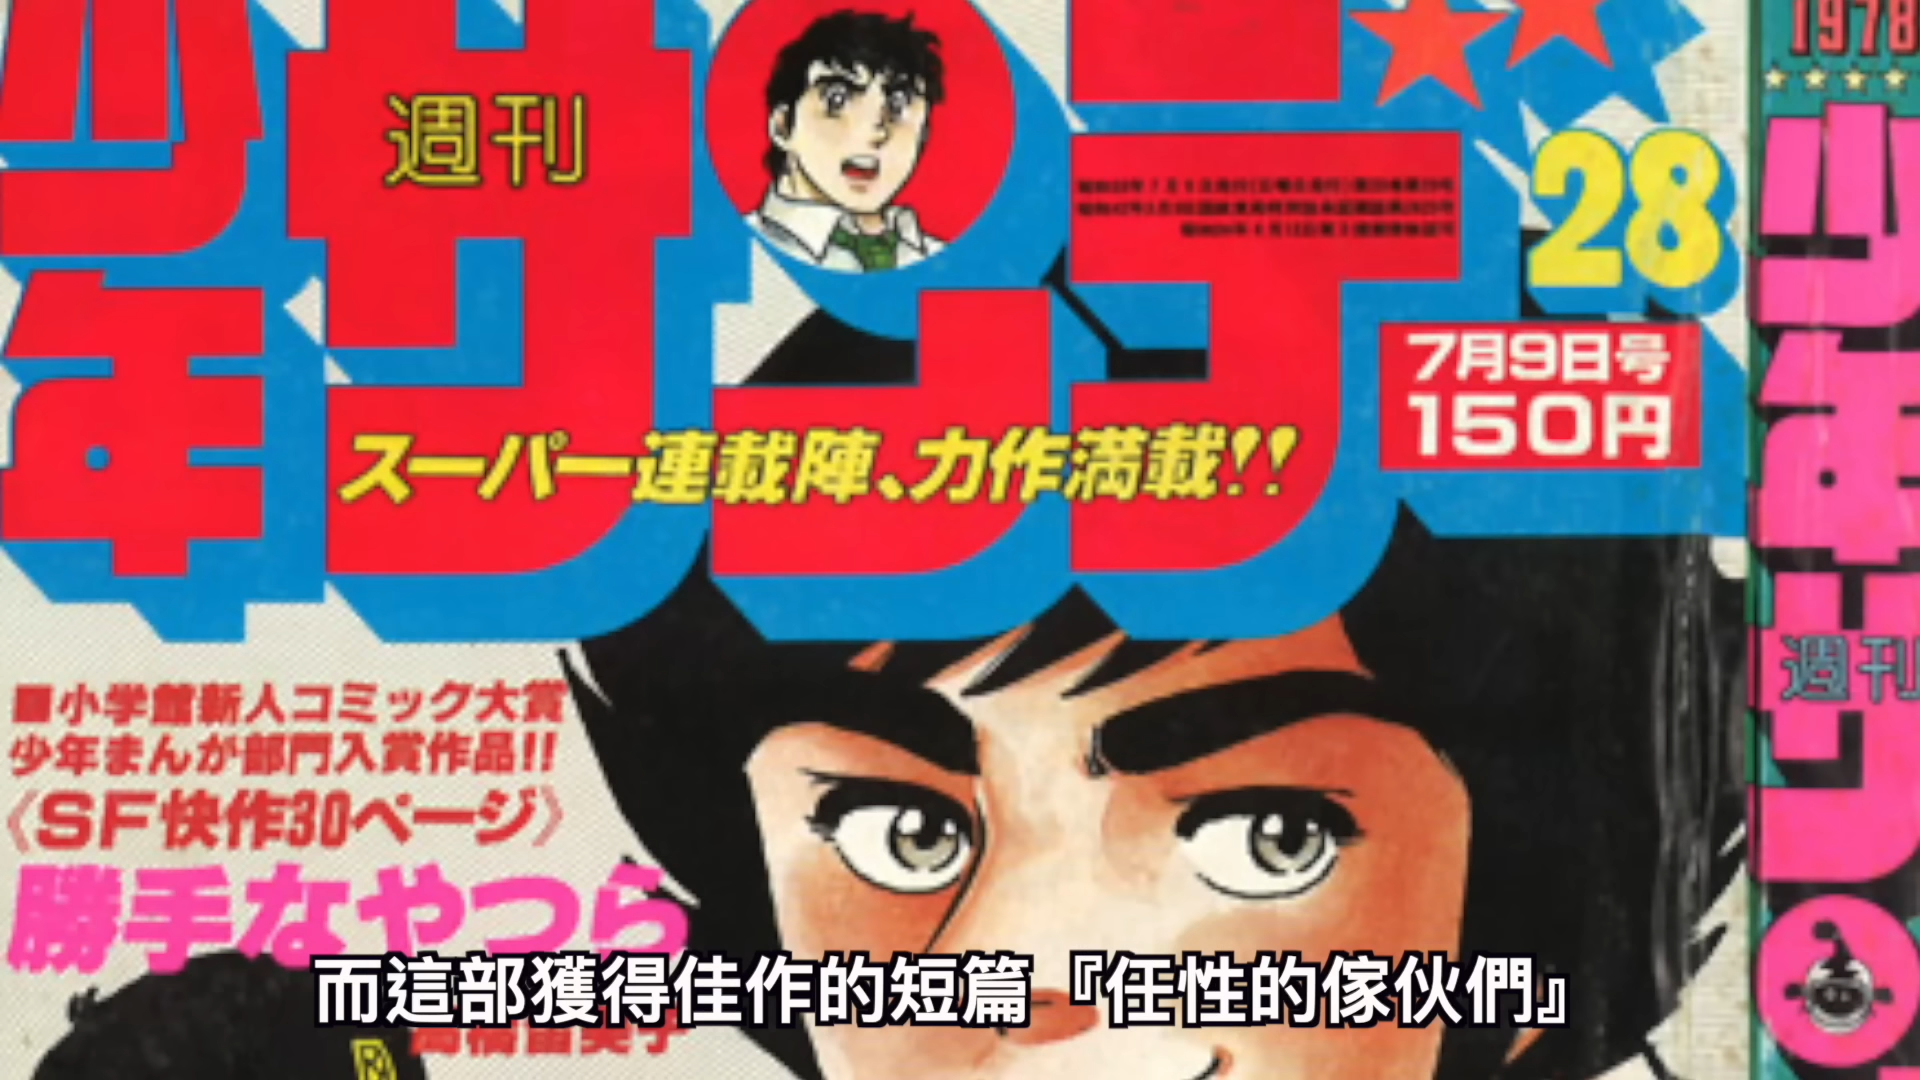 少年サンデー
週刊
28
7月9日号
150円
スーパー連載陣、力作満載!!
■小学館新人コミック大賞
少年まんが部門入賞作品!!
《SF快作30ページ》
勝手なやつら
而這部獲得佳作的短篇『任性的傢伙們』
1978
少年サン
週刊